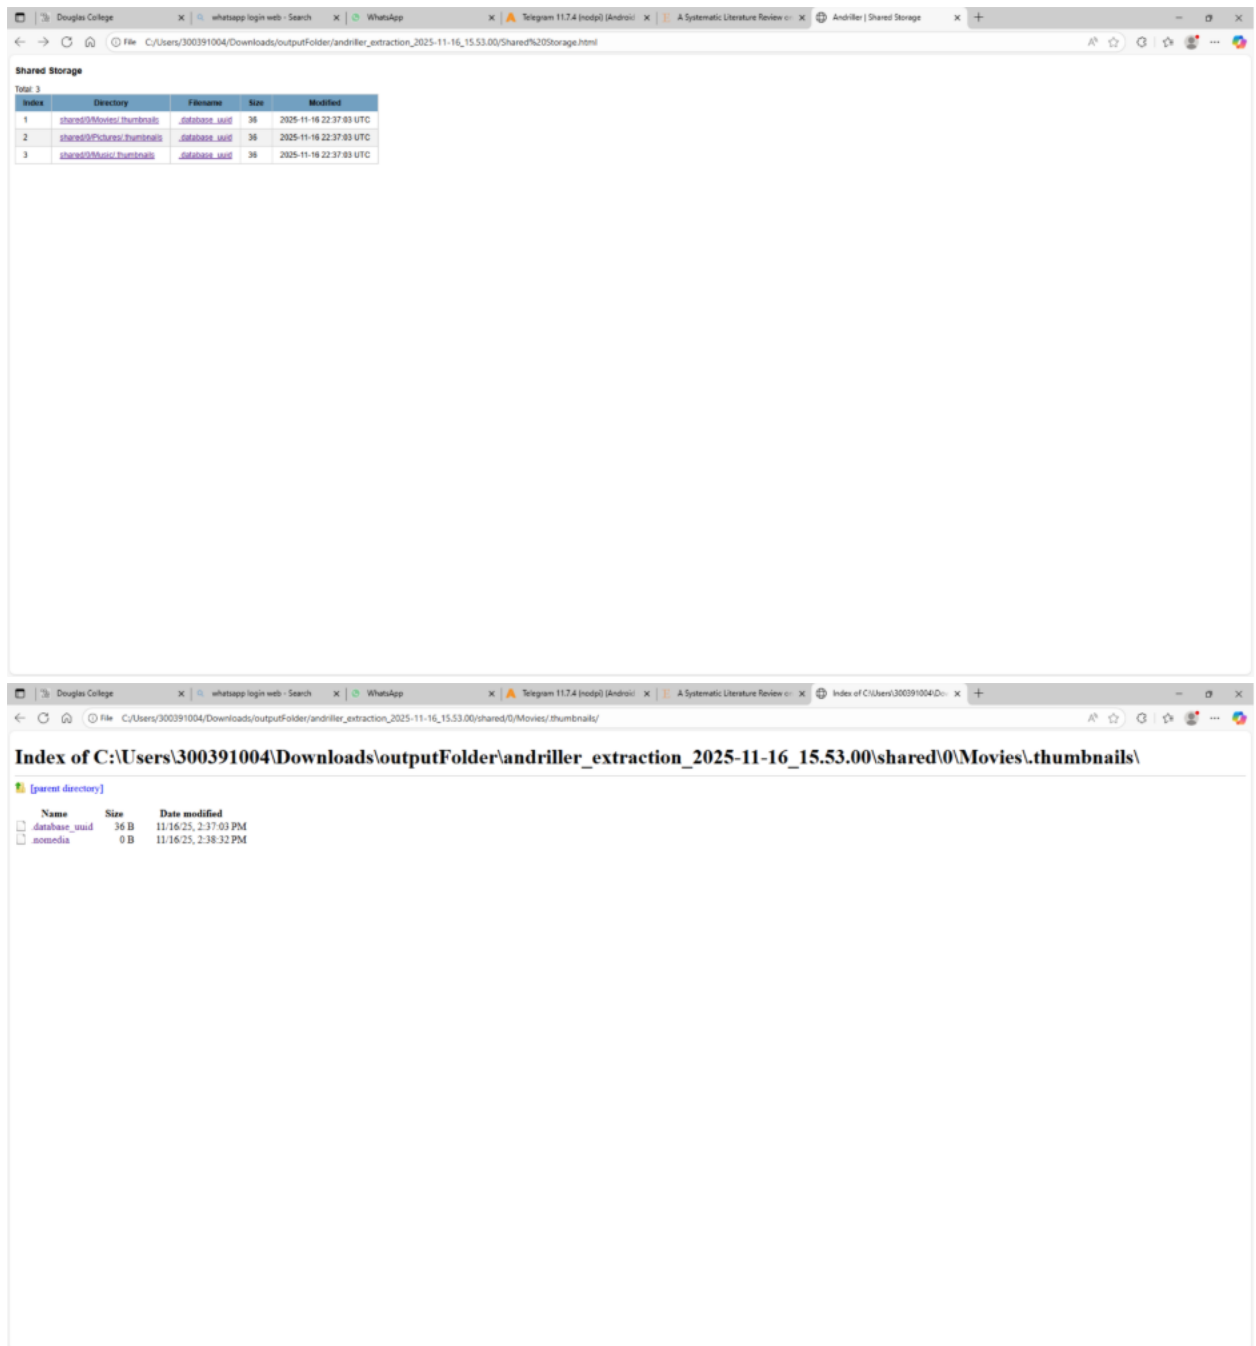 Douglas College whatsapp login web - Search WhatsApp Telegram 11.7.4 (nodpi) (Android A Systematic Literature Review o Andriller | Shared Storage
File C:/Users/300391004/Downloads/outputFolder/andriller_extraction_2025-11-16_15.53.00/Shared%20Storage.html
Shared Storage
Total: 3
Index Directory Filename Size Modified
1 shared/0/Movies/.thumbnails .database_uuid 36 2025-11-16 22:37:03 UTC
2 shared/0/Pictures/.thumbnails .database_uuid 36 2025-11-16 22:37:03 UTC
3 shared/0/Music/.thumbnails .database_uuid 36 2025-11-16 22:37:03 UTC
Douglas College whatsapp login web - Search WhatsApp Telegram 11.7.4 (nodpi) (Android A Systematic Literature Review o Index of C:\Users\300391004\Do
File C:/Users/300391004/Downloads/outputFolder/andriller_extraction_2025-11-16_15.53.00/shared/0/Movies/.thumbnails/
Index of C:\Users\300391004\Downloads\outputFolder\andriller_extraction_2025-11-16_15.53.00\shared\0\Movies\.thumbnails\
[parent directory]
Name Size Date modified
.database_uuid 36 B 11/16/25, 2:37:03 PM
.nomedia 0 B 11/16/25, 2:38:32 PM